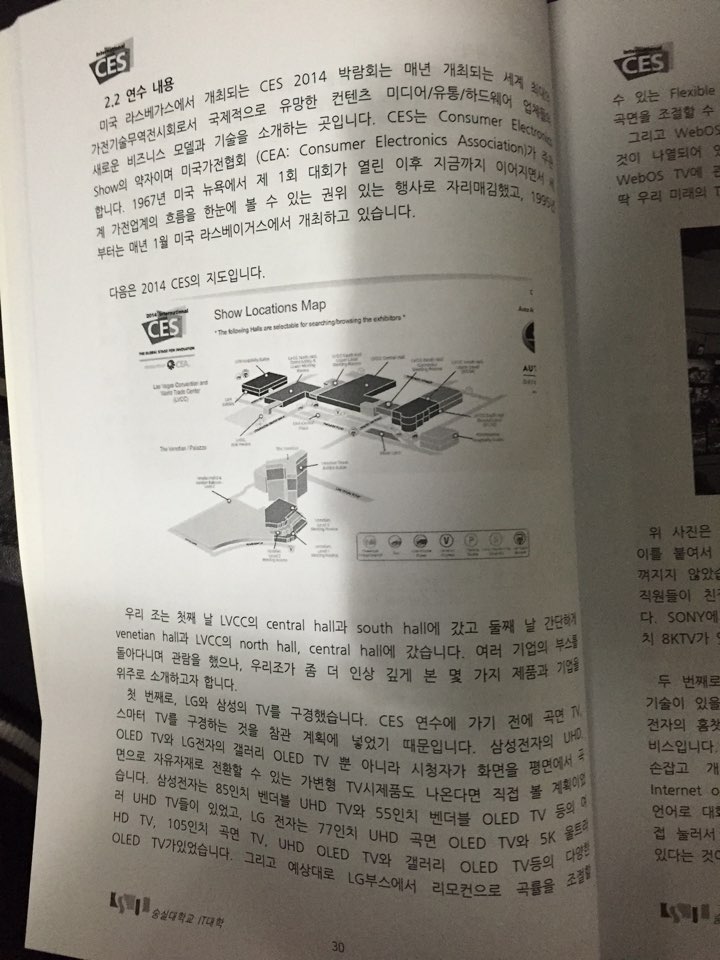 International
CES
2.2 연수 내용
미국 라스베가스에서 개최되는 CES 2014 박람회는 매년 개최되는 세계 최대의
가전기술무역전시회로서 국제적으로 유망한 컨텐츠 미디어/유통/하드웨어 업체들의
새로운 비즈니스 모델과 기술을 소개하는 곳입니다. CES는 Consumer Electronics
Show의 약자이며 미국가전협회 (CEA: Consumer Electronics Association)가 주관
합니다. 1967년 미국 뉴욕에서 제 1회 대회가 열린 이후 지금까지 이어지면서 세
계 가전업계의 흐름을 한눈에 볼 수 있는 권위 있는 행사로 자리매김했고, 1995년
부터는 매년 1월 미국 라스베이거스에서 개최하고 있습니다.
다음은 2014 CES의 지도입니다.
2014 International
CES
THE GLOBAL STAGE FOR INNOVATION
CEA
Show Locations Map
* The following Halls are selectable for searching/browsing the exhibitors *
Las Vegas Convention and
World Trade Center
(LVCC)
The Venetian / Palazzo
우리 조는 첫째 날 LVCC의 central hall과 south hall에 갔고 둘째 날 간단하게
venetian hall과 LVCC의 north hall, central hall에 갔습니다. 여러 기업의 부스를
돌아다니며 관람을 했으나, 우리조가 좀 더 인상 깊게 본 몇 가지 제품과 기업을
위주로 소개하고자 합니다.
첫 번째로, LG와 삼성의 TV를 구경했습니다. CES 연수에 가기 전에 곡면 TV,
스마터 TV를 구경하는 것을 참관 계획에 넣었기 때문입니다. 삼성전자의 UHD,
OLED TV와 LG전자의 갤러리 OLED TV 뿐 아니라 시청자가 화면을 평면에서 곡
면으로 자유자재로 전환할 수 있는 가변형 TV시제품도 나온다면 직접 볼 계획이었
습니다. 삼성전자는 85인치 벤더블 UHD TV와 55인치 벤더블 OLED TV 등의 여
러 UHD TV들이 있었고, LG 전자는 77인치 UHD 곡면 OLED TV와 5K 울트라
HD TV, 105인치 곡면 TV, UHD OLED TV와 갤러리 OLED TV등의 다양한
OLED TV가있었습니다. 그리고 예상대로 LG부스에서 리모컨으로 곡률을 조절할
숭실대학교 IT대학
30
International
CES
수 있는 Flexible
곡면을 조절할 수
그리고 WebOS
것이 나열되어 있
WebOS TV에 관
딱 우리 미래의
위 사진은
이를 붙여서
꺼지지 않았습
직원들이 친
다. SONY에
치 8KTV가
두 번째로
기술이 있을
전자의 홈챗
비스입니다.
손잡고 개
Internet o
언어로 대화
접 눌러서
있다는 것이